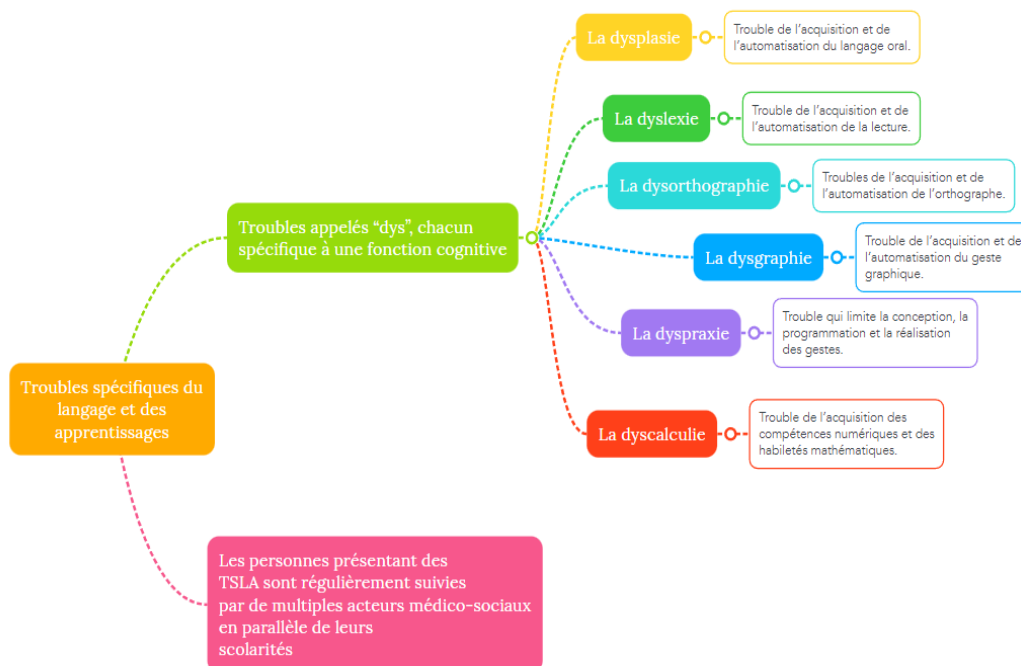 La dysplasie
Trouble de l'acquisition et de
l'automatisation du langage oral.
La dyslexie
Trouble de l'acquisition et de
l'automatisation de la lecture.
La dysorthographie
Troubles de l'acquisition et de
l'automatisation de l'orthographe.
Troubles appelés “dys”, chacun
spécifique à une fonction cognitive
La dysgraphie
Trouble de l'acquisition et de
l'automatisation du geste
graphique.
La dyspraxie
Trouble qui limite la conception, la
programmation et la réalisation
des gestes.
Troubles spécifiques du
langage et des
apprentissages
La dyscalculie
Trouble de l'acquisition des
compétences numériques et des
habiletés mathématiques.
Les personnes présentant des
TSLA sont régulièrement suivies
par de multiples acteurs médico-sociaux
en parallèle de leurs
scolarités